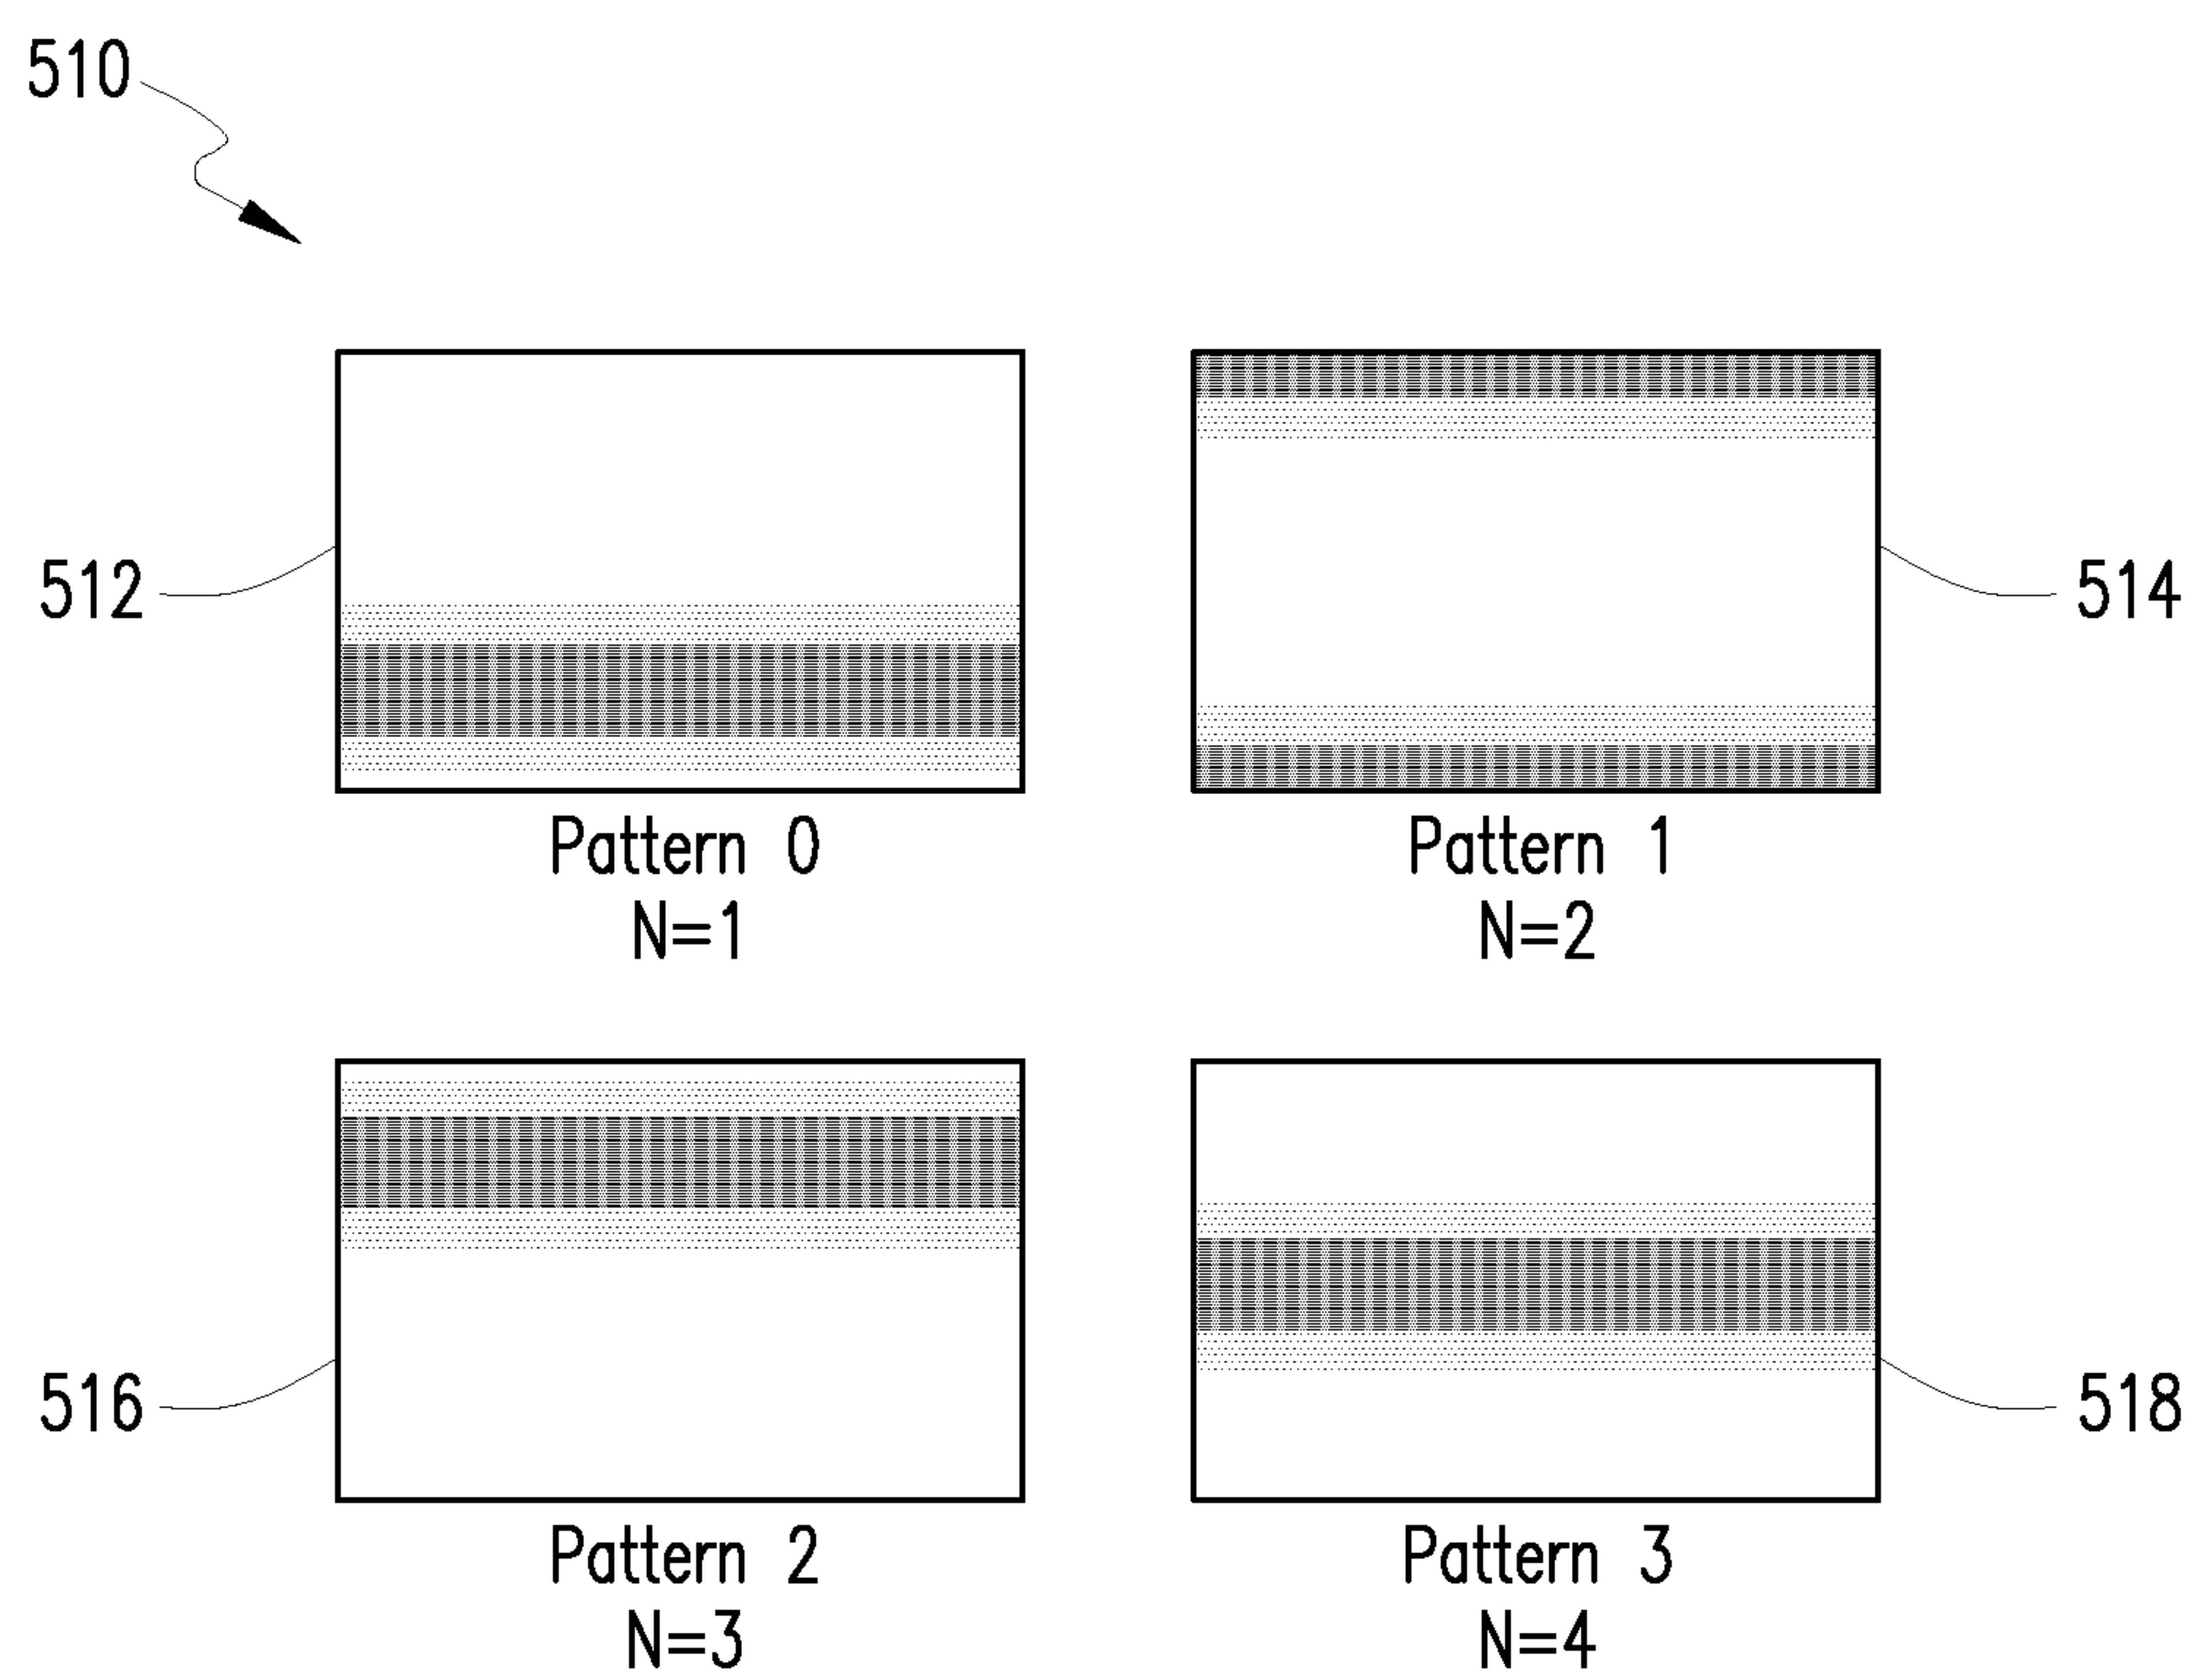 510
512
514
Pattern 0
N=1
Pattern 1
N=2
516
518
Pattern 2
N=3
Pattern 3
N=4